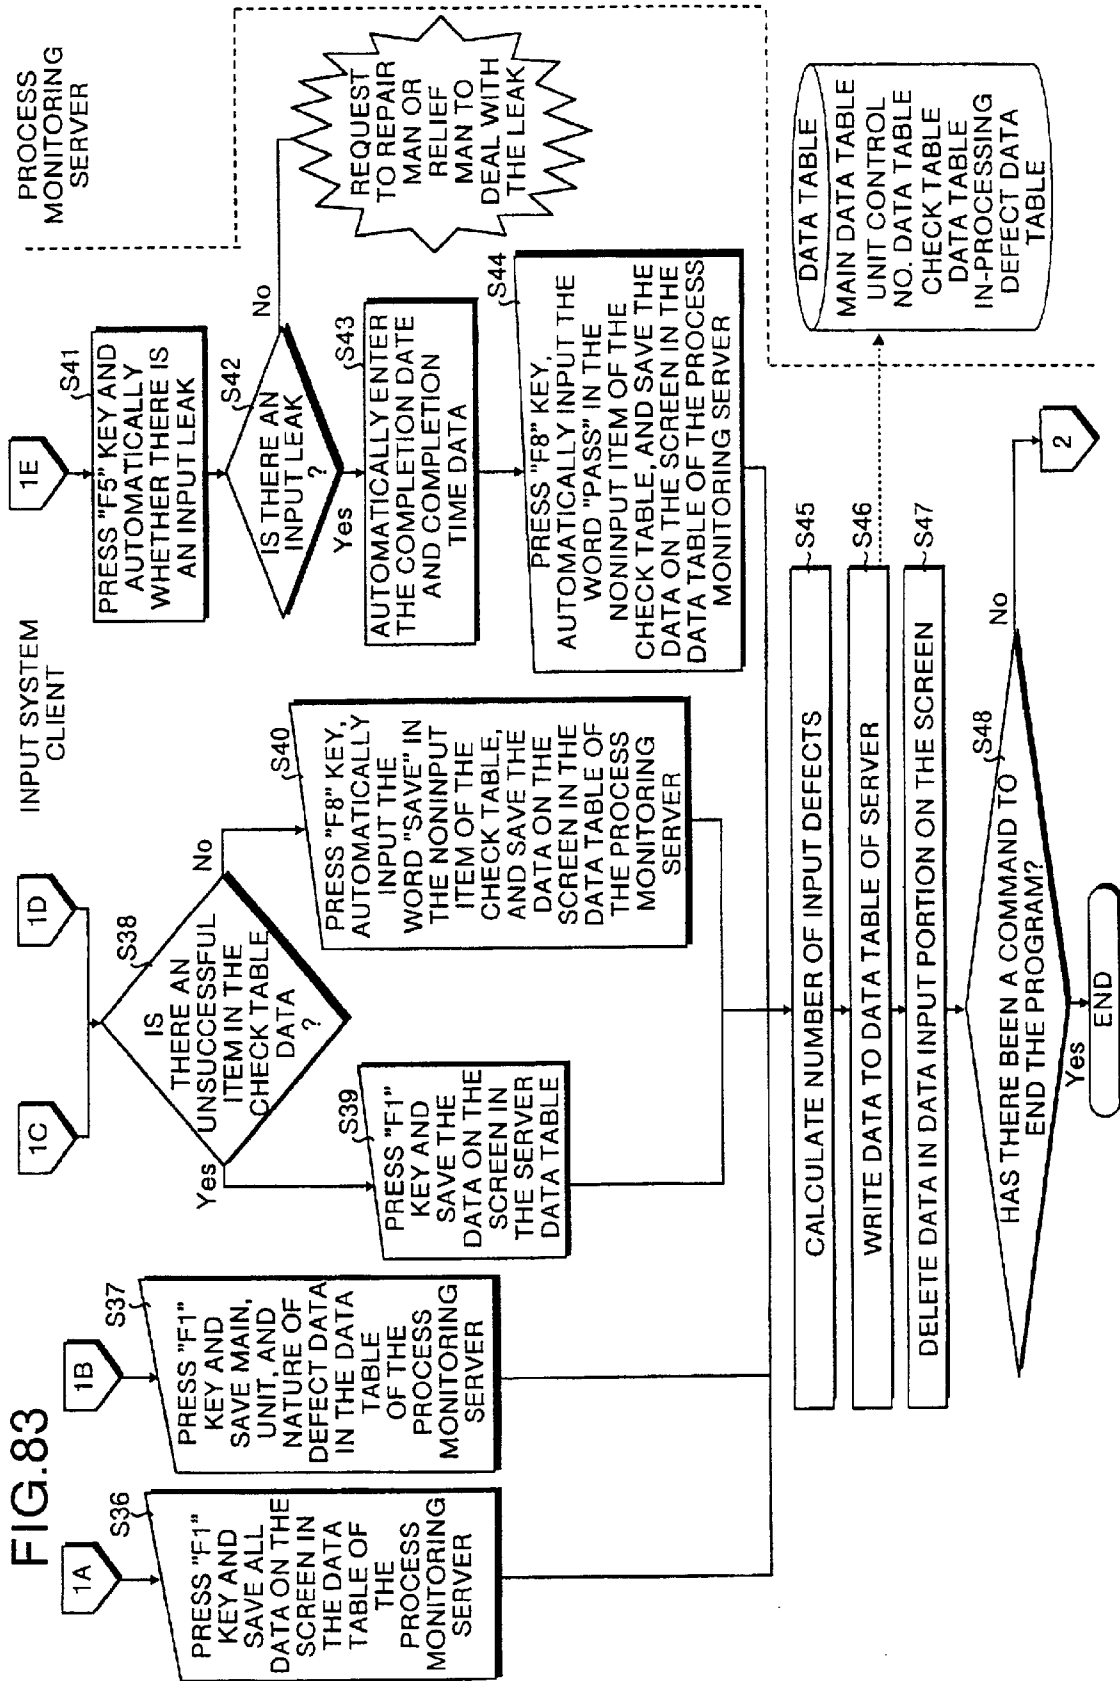 FIG.83
INPUT SYSTEM
CLIENT
PROCESS
MONITORING
SERVER
1A
S36
PRESS "F1"
KEY AND
SAVE ALL
DATA ON THE
SCREEN IN
THE DATA
TABLE OF
THE
PROCESS
MONITORING
SERVER
1B
S37
PRESS "F1"
KEY AND
SAVE MAIN,
UNIT, AND
NATURE OF
DEFECT DATA
IN THE DATA
TABLE
OF THE
PROCESS
MONITORING
SERVER
1C
1D
S38
IS
THERE AN
UNSUCCESSFUL
ITEM IN THE
CHECK TABLE
DATA
?
Yes
No
S39
PRESS "F1"
KEY AND
SAVE THE
DATA ON THE
SCREEN IN
THE SERVER
DATA TABLE
S40
PRESS "F8" KEY,
AUTOMATICALLY
INPUT THE
WORD "SAVE" IN
THE NONINPUT
ITEM OF THE
CHECK TABLE,
AND SAVE THE
DATA ON THE
SCREEN IN THE
DATA TABLE OF
THE PROCESS
MONITORING
SERVER
1E
S41
PRESS "F5" KEY AND
AUTOMATICALLY
WHETHER THERE IS
AN INPUT LEAK
S42
IS THERE AN
INPUT LEAK
?
No
Yes
REQUEST
TO REPAIR
MAN OR
RELIEF
MAN TO
DEAL WITH
THE LEAK
S43
AUTOMATICALLY ENTER
THE COMPLETION DATE
AND COMPLETION
TIME DATA
S44
PRESS "F8" KEY,
AUTOMATICALLY INPUT THE
WORD "PASS" IN THE
NONINPUT ITEM OF THE
CHECK TABLE, AND SAVE THE
DATA ON THE SCREEN IN THE
DATA TABLE OF THE PROCESS
MONITORING SERVER
CALCULATE NUMBER OF INPUT DEFECTS
S45
WRITE DATA TO DATA TABLE OF SERVER
S46
DELETE DATA IN DATA INPUT PORTION ON THE SCREEN
S47
DATA TABLE
MAIN DATA TABLE
UNIT CONTROL
NO. DATA TABLE
CHECK TABLE
DATA TABLE
IN-PROCESSING
DEFECT DATA
TABLE
S48
HAS THERE BEEN A COMMAND TO
END THE PROGRAM?
No
2
Yes
END